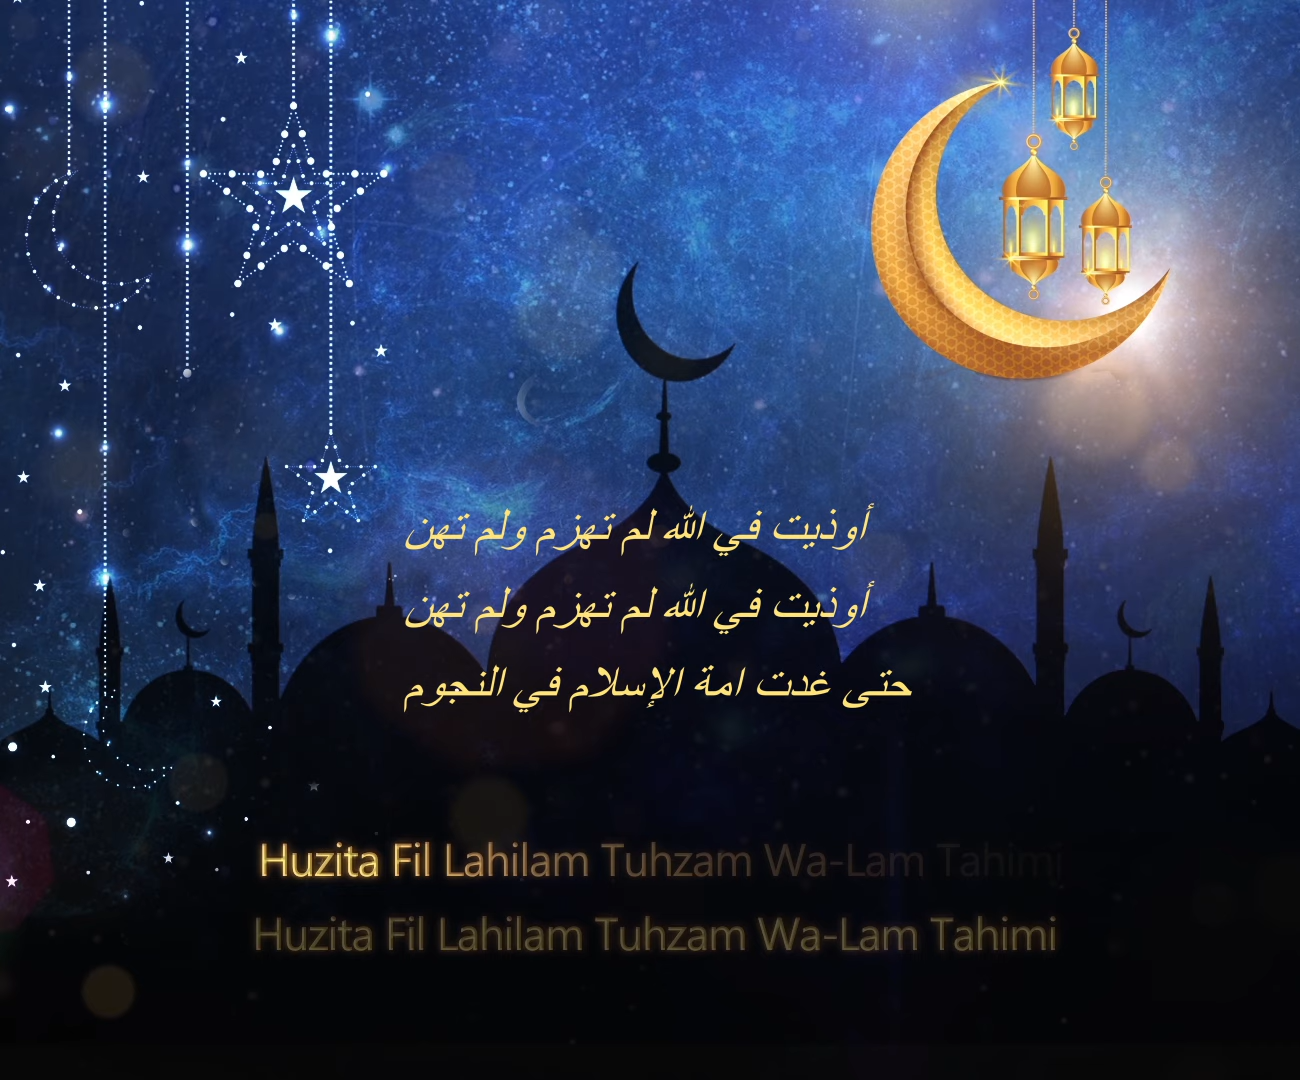 أوذيت في الله لم تهزم ولم تهن
أوذيت في الله لم تهزم ولم تهن
حتى غدت امة الإسلام في النجوم
Huzita Fil Lahilam Tuhzam Wa-Lam Tahimi
Huzita Fil Lahilam Tuhzam Wa-Lam Tahimi